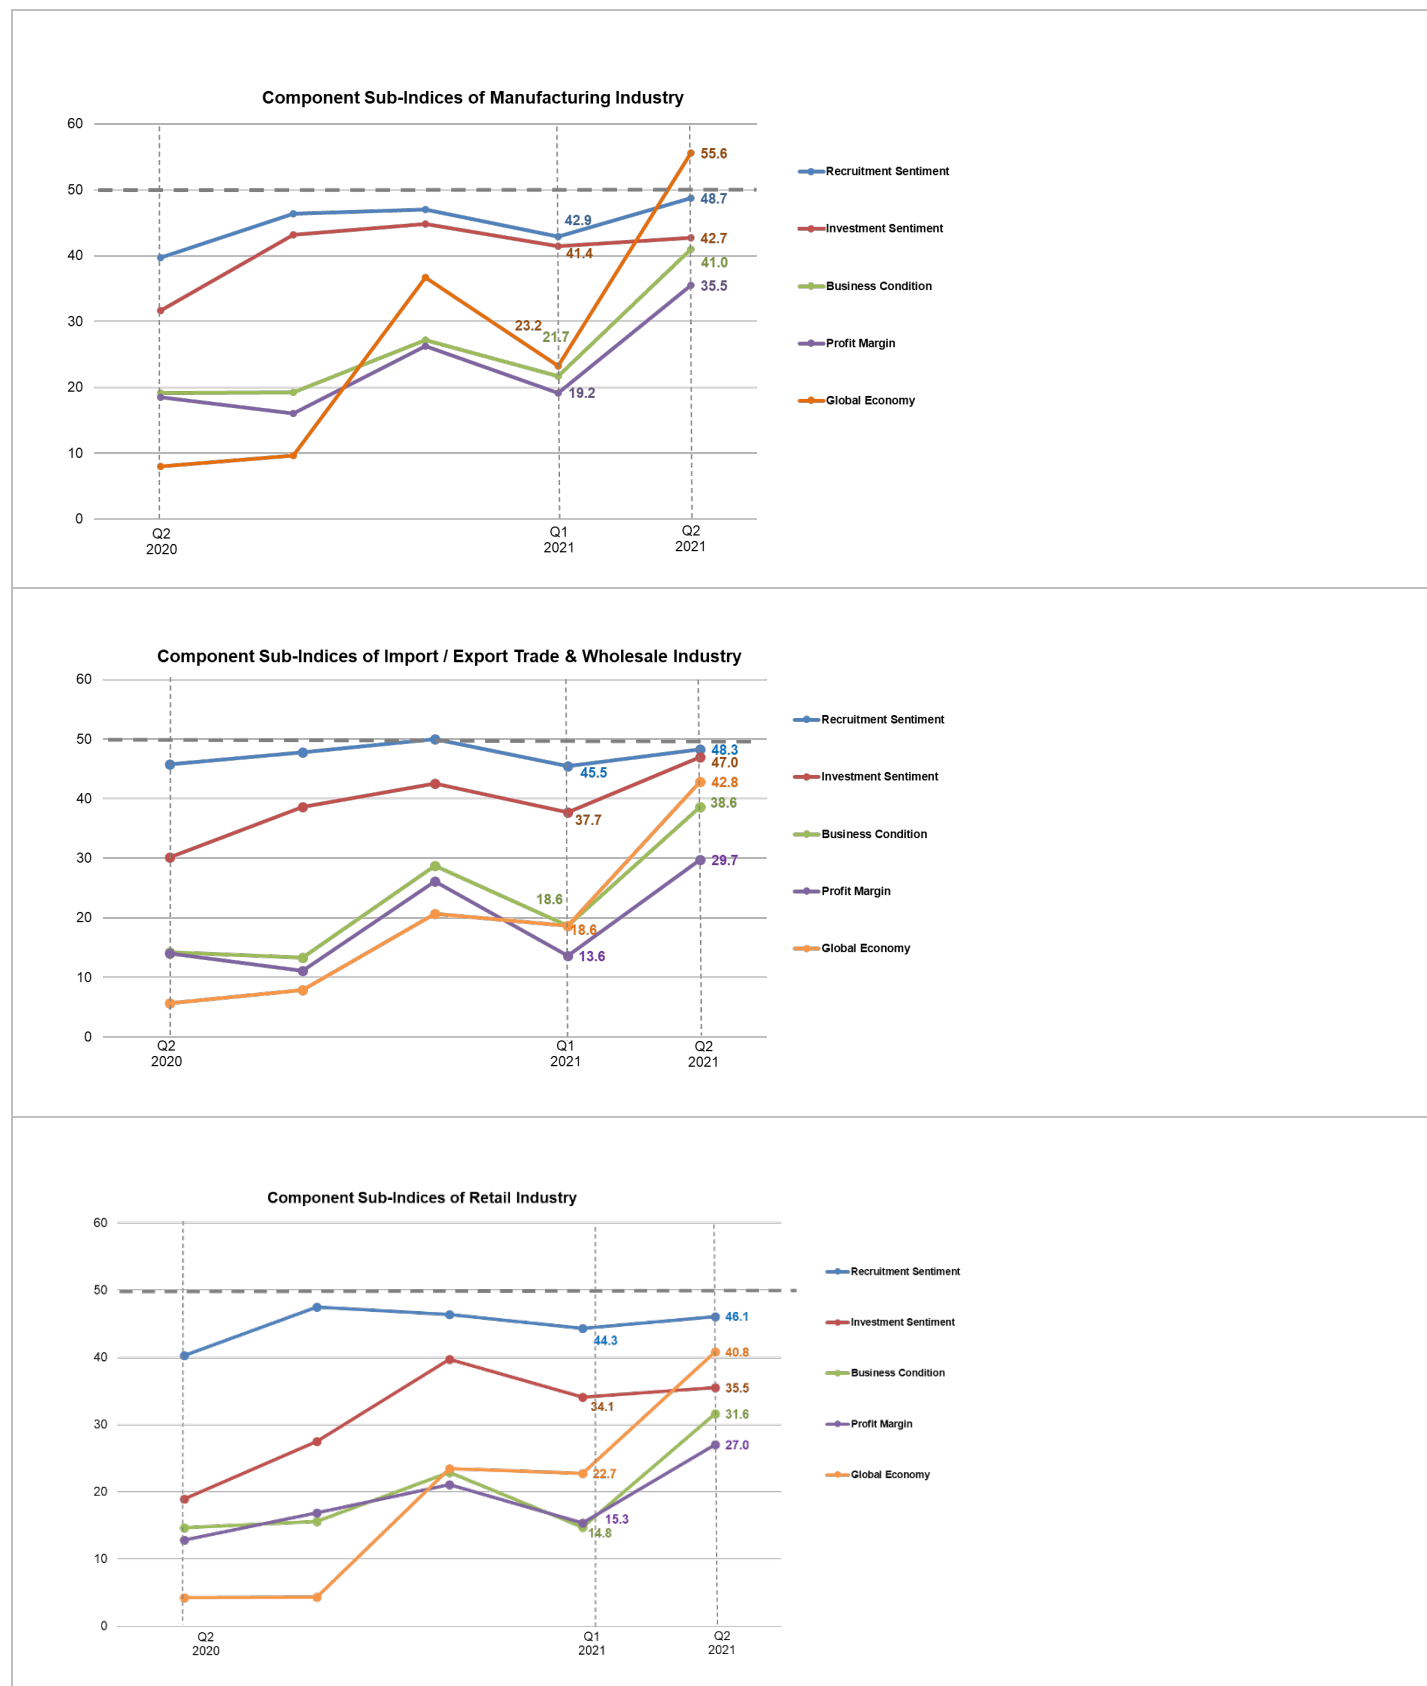 Component Sub-Indices of Manufacturing Industry
60
50
40
30
20
10
0
55.6
48.7
42.9
42.7
41.4
41.0
35.5
23.2
21.7
19.2
Q2
2020
Q1
2021
Q2
2021
Recruitment Sentiment
Investment Sentiment
Business Condition
Profit Margin
Global Economy
Component Sub-Indices of Import / Export Trade & Wholesale Industry
60
50
40
30
20
10
0
48.3
47.0
45.5
42.8
38.6
37.7
29.7
18.6
18.6
13.6
Q2
2020
Q1
2021
Q2
2021
Recruitment Sentiment
Investment Sentiment
Business Condition
Profit Margin
Global Economy
Component Sub-Indices of Retail Industry
60
50
40
30
20
10
0
46.1
44.3
40.8
35.5
34.1
31.6
27.0
22.7
15.3
14.8
Q2
2020
Q1
2021
Q2
2021
Recruitment Sentiment
Investment Sentiment
Business Condition
Profit Margin
Global Economy